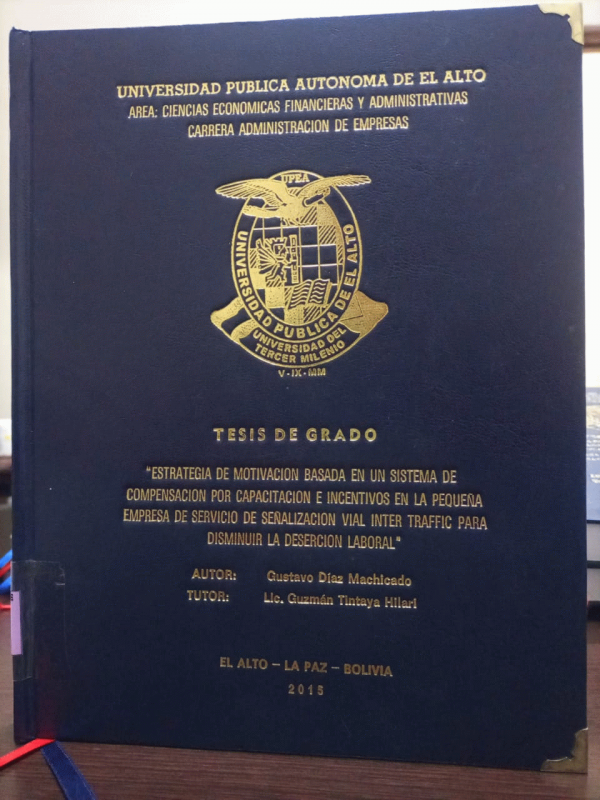 UNIVERSIDAD PUBLICA AUTONOMA DE EL ALTO
AREA: CIENCIAS ECONOMICAS FINANCIERAS Y ADMINISTRATIVAS
CARRERA ADMINISTRACION DE EMPRESAS
UPEA
UNIVERSIDAD PUBLICA DE EL ALTO
UNIVERSIDAD DEL
TERCER MILENIO
V-IX-MM
TESIS DE GRADO
"ESTRATEGIA DE MOTIVACION BASADA EN UN SISTEMA DE
COMPENSACION POR CAPACITACION E INCENTIVOS EN LA PEQUEÑA
EMPRESA DE SERVICIO DE SEÑALIZACION VIAL INTER TRAFFIC PARA
DISMINUIR LA DESERCION LABORAL"
AUTOR: Gustavo Díaz Machicado
TUTOR: Lic. Guzmán Tintaya Hilari
EL ALTO – LA PAZ – BOLIVIA
2015